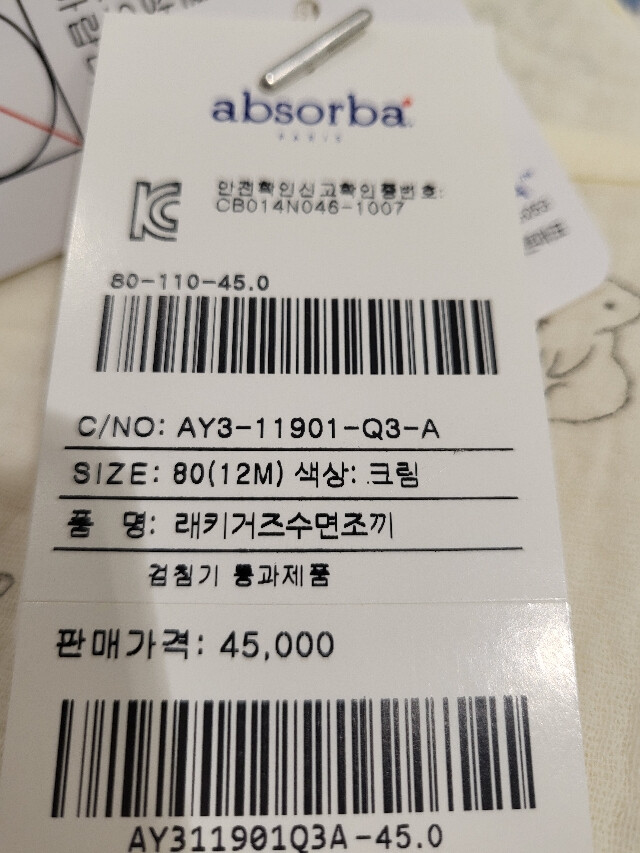 absorba
PARIS
안전확인신고확인증번호:
CB014N046-1007
80-110-45.0
C/NO: AY3-11901-Q3-A
SIZE: 80(12M) 색상: 크림
품 명: 래키거즈수면조끼
검침기 통과제품
판매가격: 45,000
AY311901Q3A-45.0